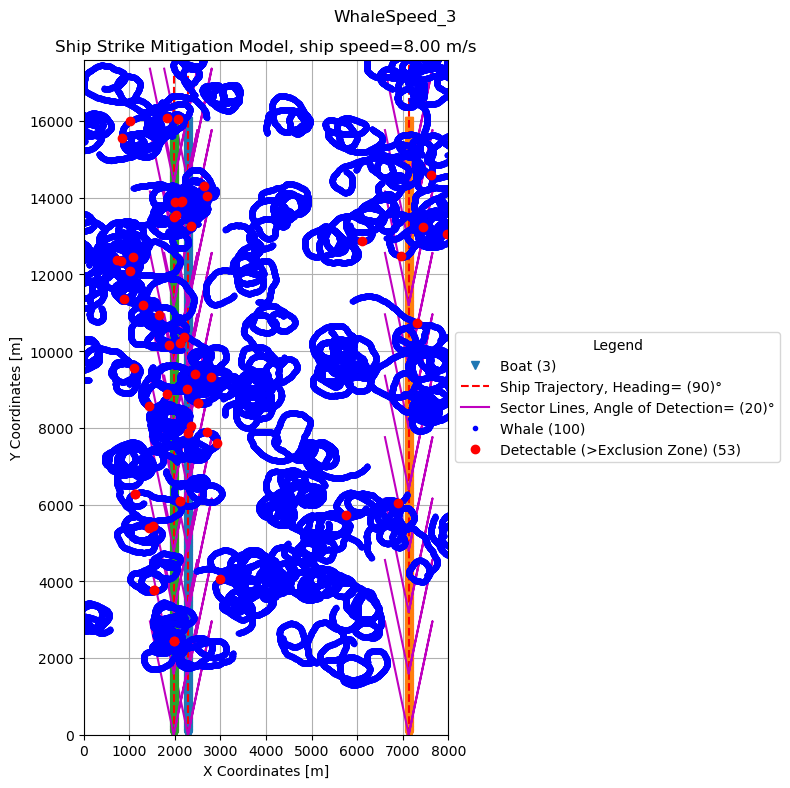 WhaleSpeed_3
Ship Strike Mitigation Model, ship speed=8.00 m/s
16000
14000
12000
10000
8000
6000
4000
2000
0
Y Coordinates [m]
0 1000 2000 3000 4000 5000 6000 7000 8000
X Coordinates [m]
Legend
Boat (3)
Ship Trajectory, Heading= (90)°
Sector Lines, Angle of Detection= (20)°
Whale (100)
Detectable (>Exclusion Zone) (53)